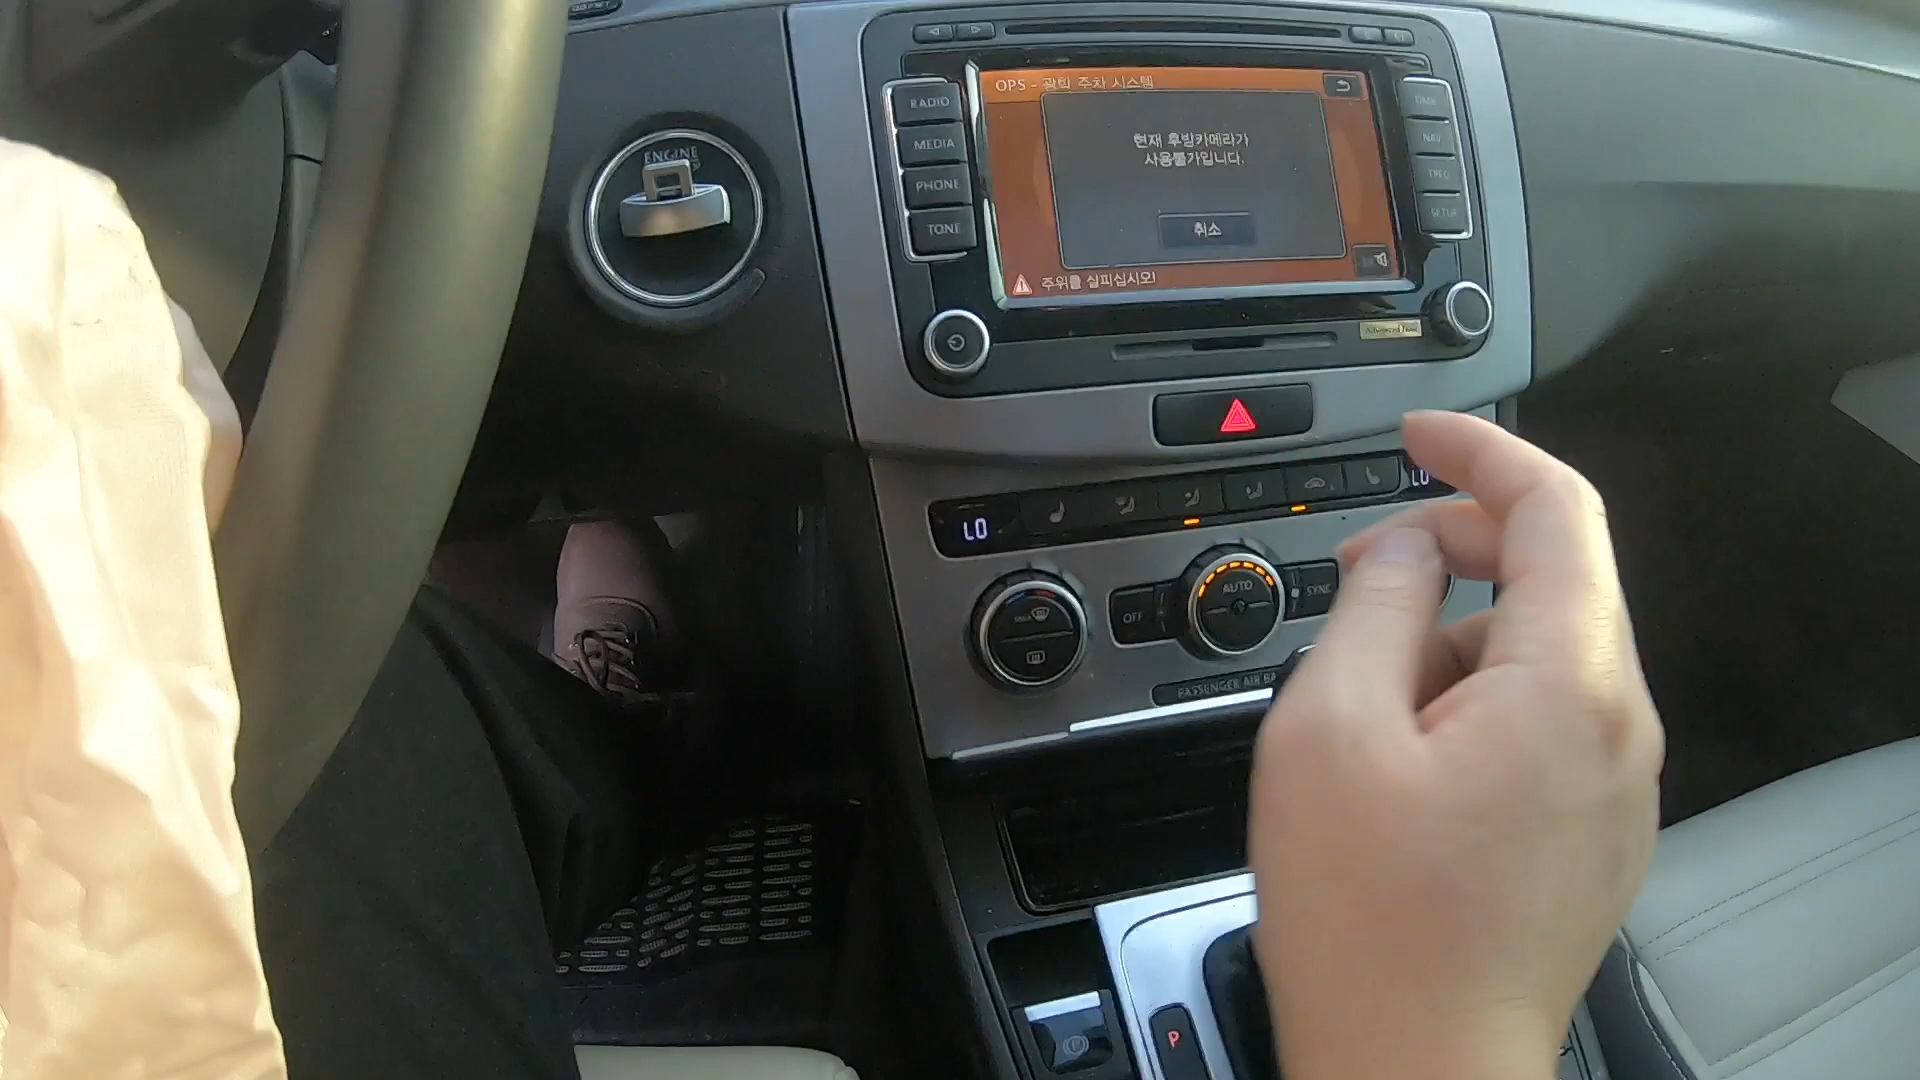 ENGINE
RADIO
MEDIA
PHONE
TONE
OPS - 광학 주차 시스템
현재 후방카메라가
사용불가입니다.
취소
주위를 살피십시오!
NAV
SETUP
LO
LO
OFF
AUTO
SYNC
PASSENGER AIR BA
P